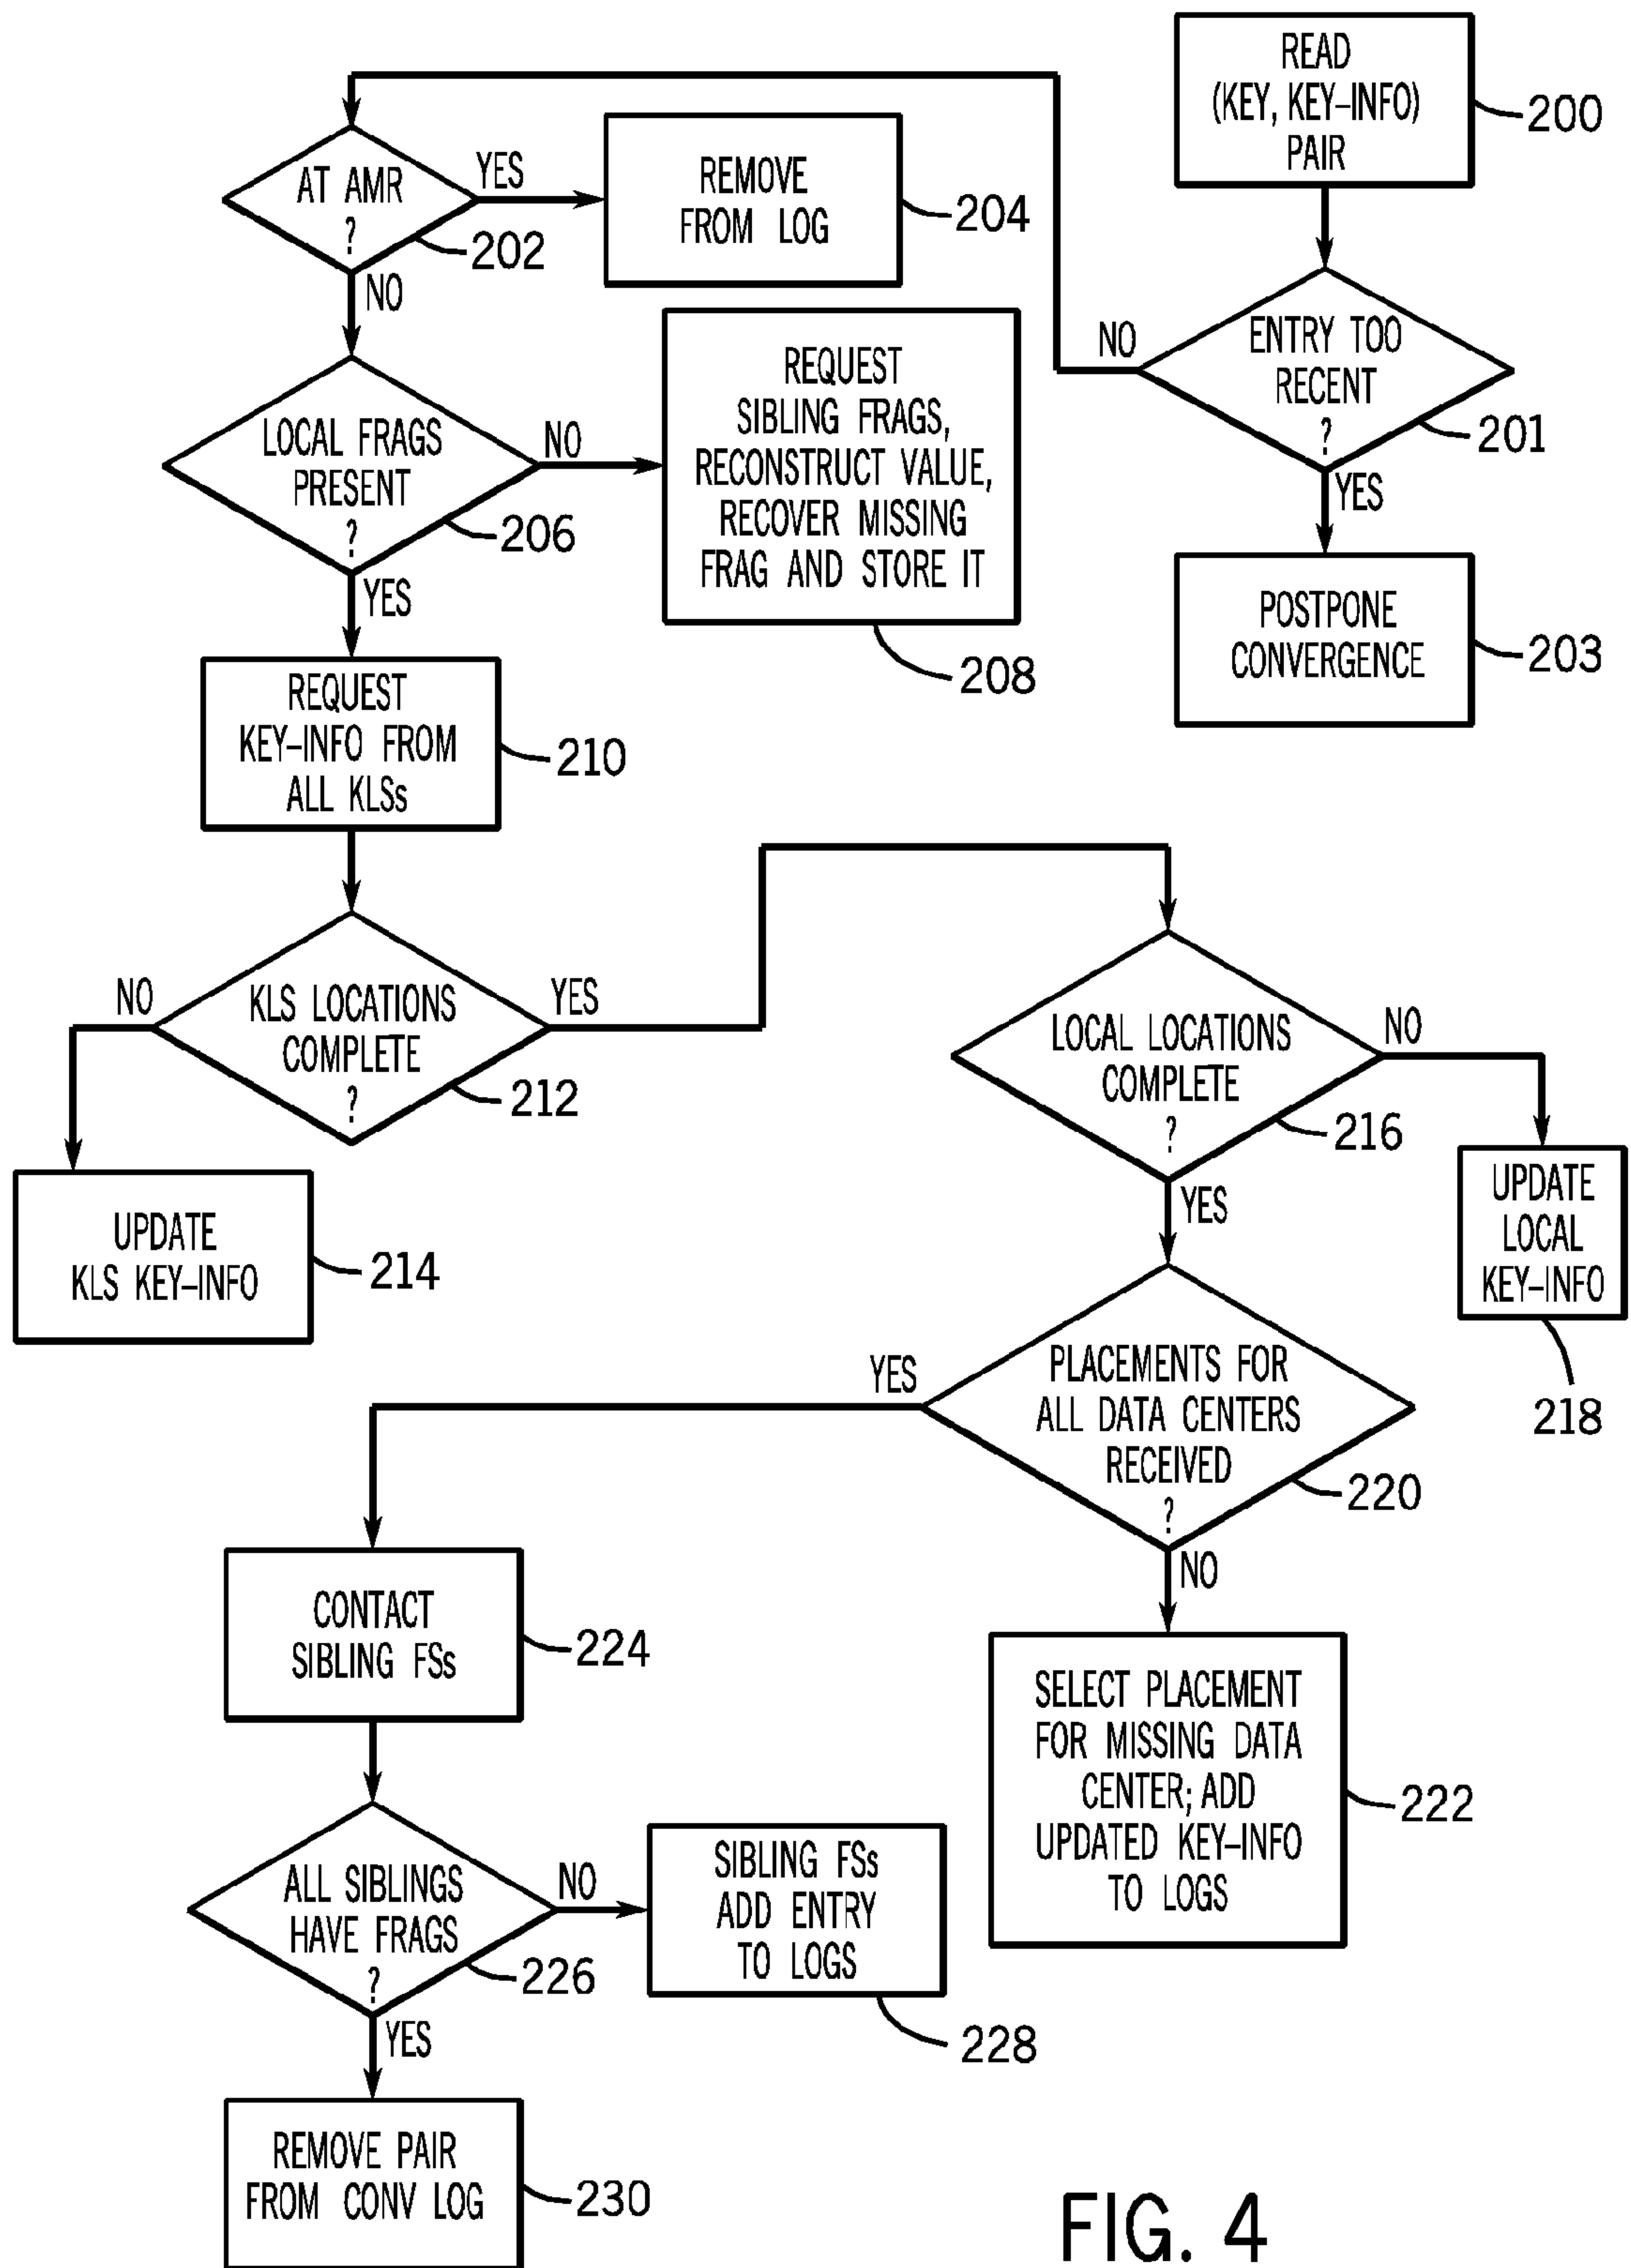 READ
(KEY, KEY–INFO)
PAIR
200
ENTRY TOO
RECENT
?
201
NO
YES
POSTPONE
CONVERGENCE
203
AT AMR
?
202
YES
NO
REMOVE
FROM LOG
204
LOCAL FRAGS
PRESENT
?
206
NO
YES
REQUEST
SIBLING FRAGS,
RECONSTRUCT VALUE,
RECOVER MISSING
FRAG AND STORE IT
208
REQUEST
KEY–INFO FROM
ALL KLSs
210
KLS LOCATIONS
COMPLETE
?
212
NO
YES
UPDATE
KLS KEY–INFO
214
LOCAL LOCATIONS
COMPLETE
?
216
NO
YES
UPDATE
LOCAL
KEY–INFO
218
PLACEMENTS FOR
ALL DATA CENTERS
RECEIVED
?
220
YES
NO
SELECT PLACEMENT
FOR MISSING DATA
CENTER; ADD
UPDATED KEY–INFO
TO LOGS
222
CONTACT
SIBLING FSs
224
ALL SIBLINGS
HAVE FRAGS
?
226
NO
YES
SIBLING FSs
ADD ENTRY
TO LOGS
228
REMOVE PAIR
FROM CONV LOG
230
FIG. 4